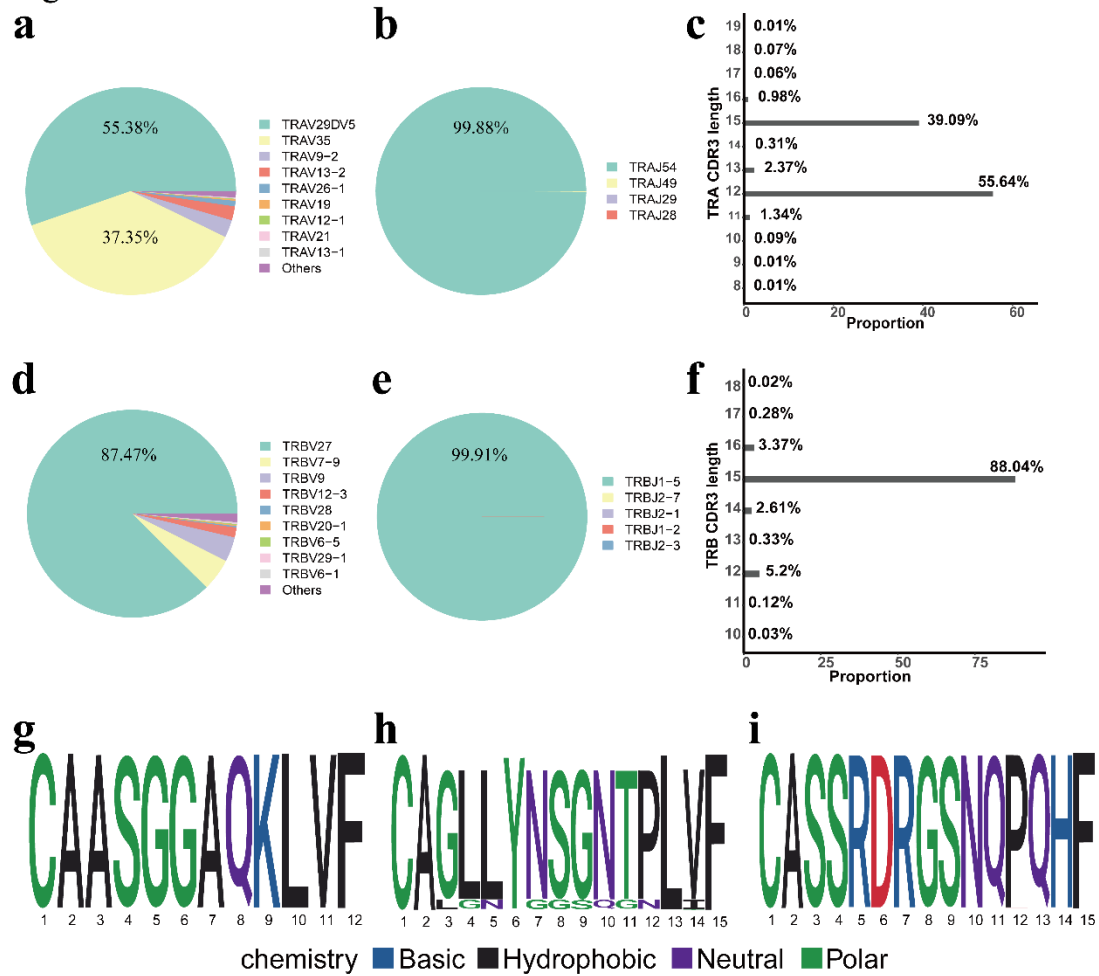 a
55.38%
37.35%
TRAV29DV5
TRAV35
TRAV9-2
TRAV13-2
TRAV26-1
TRAV19
TRAV12-1
TRAV21
TRAV13-1
Others
b
99.88%
TRAJ54
TRAJ49
TRAJ29
TRAJ28
c
TRA CDR3 length
19 0.01%
18 0.07%
17 0.06%
16 0.98%
15 39.09%
14 0.31%
13 2.37%
12 55.64%
11 1.34%
10 0.09%
9 0.01%
8 0.01%
0 20 40 60
Proportion
d
87.47%
TRBV27
TRBV7-9
TRBV9
TRBV12-3
TRBV28
TRBV20-1
TRBV6-5
TRBV29-1
TRBV6-1
Others
e
99.91%
TRBJ1-5
TRBJ2-7
TRBJ2-1
TRBJ1-2
TRBJ2-3
f
TRB CDR3 length
18 0.02%
17 0.28%
16 3.37%
15 88.04%
14 2.61%
13 0.33%
12 5.2%
11 0.12%
10 0.03%
0 25 50 75
Proportion
g
CAASGGAQKLVF
1 2 3 4 5 6 7 8 9 10 11 12
h
CAGLLYNSGNTPLVF
LGNGGSQGNI
1 2 3 4 5 6 7 8 9 10 11 12 13 14 15
i
CASSRDRGSNQPQHF
1 2 3 4 5 6 7 8 9 10 11 12 13 14 15
chemistry Basic Hydrophobic Neutral Polar